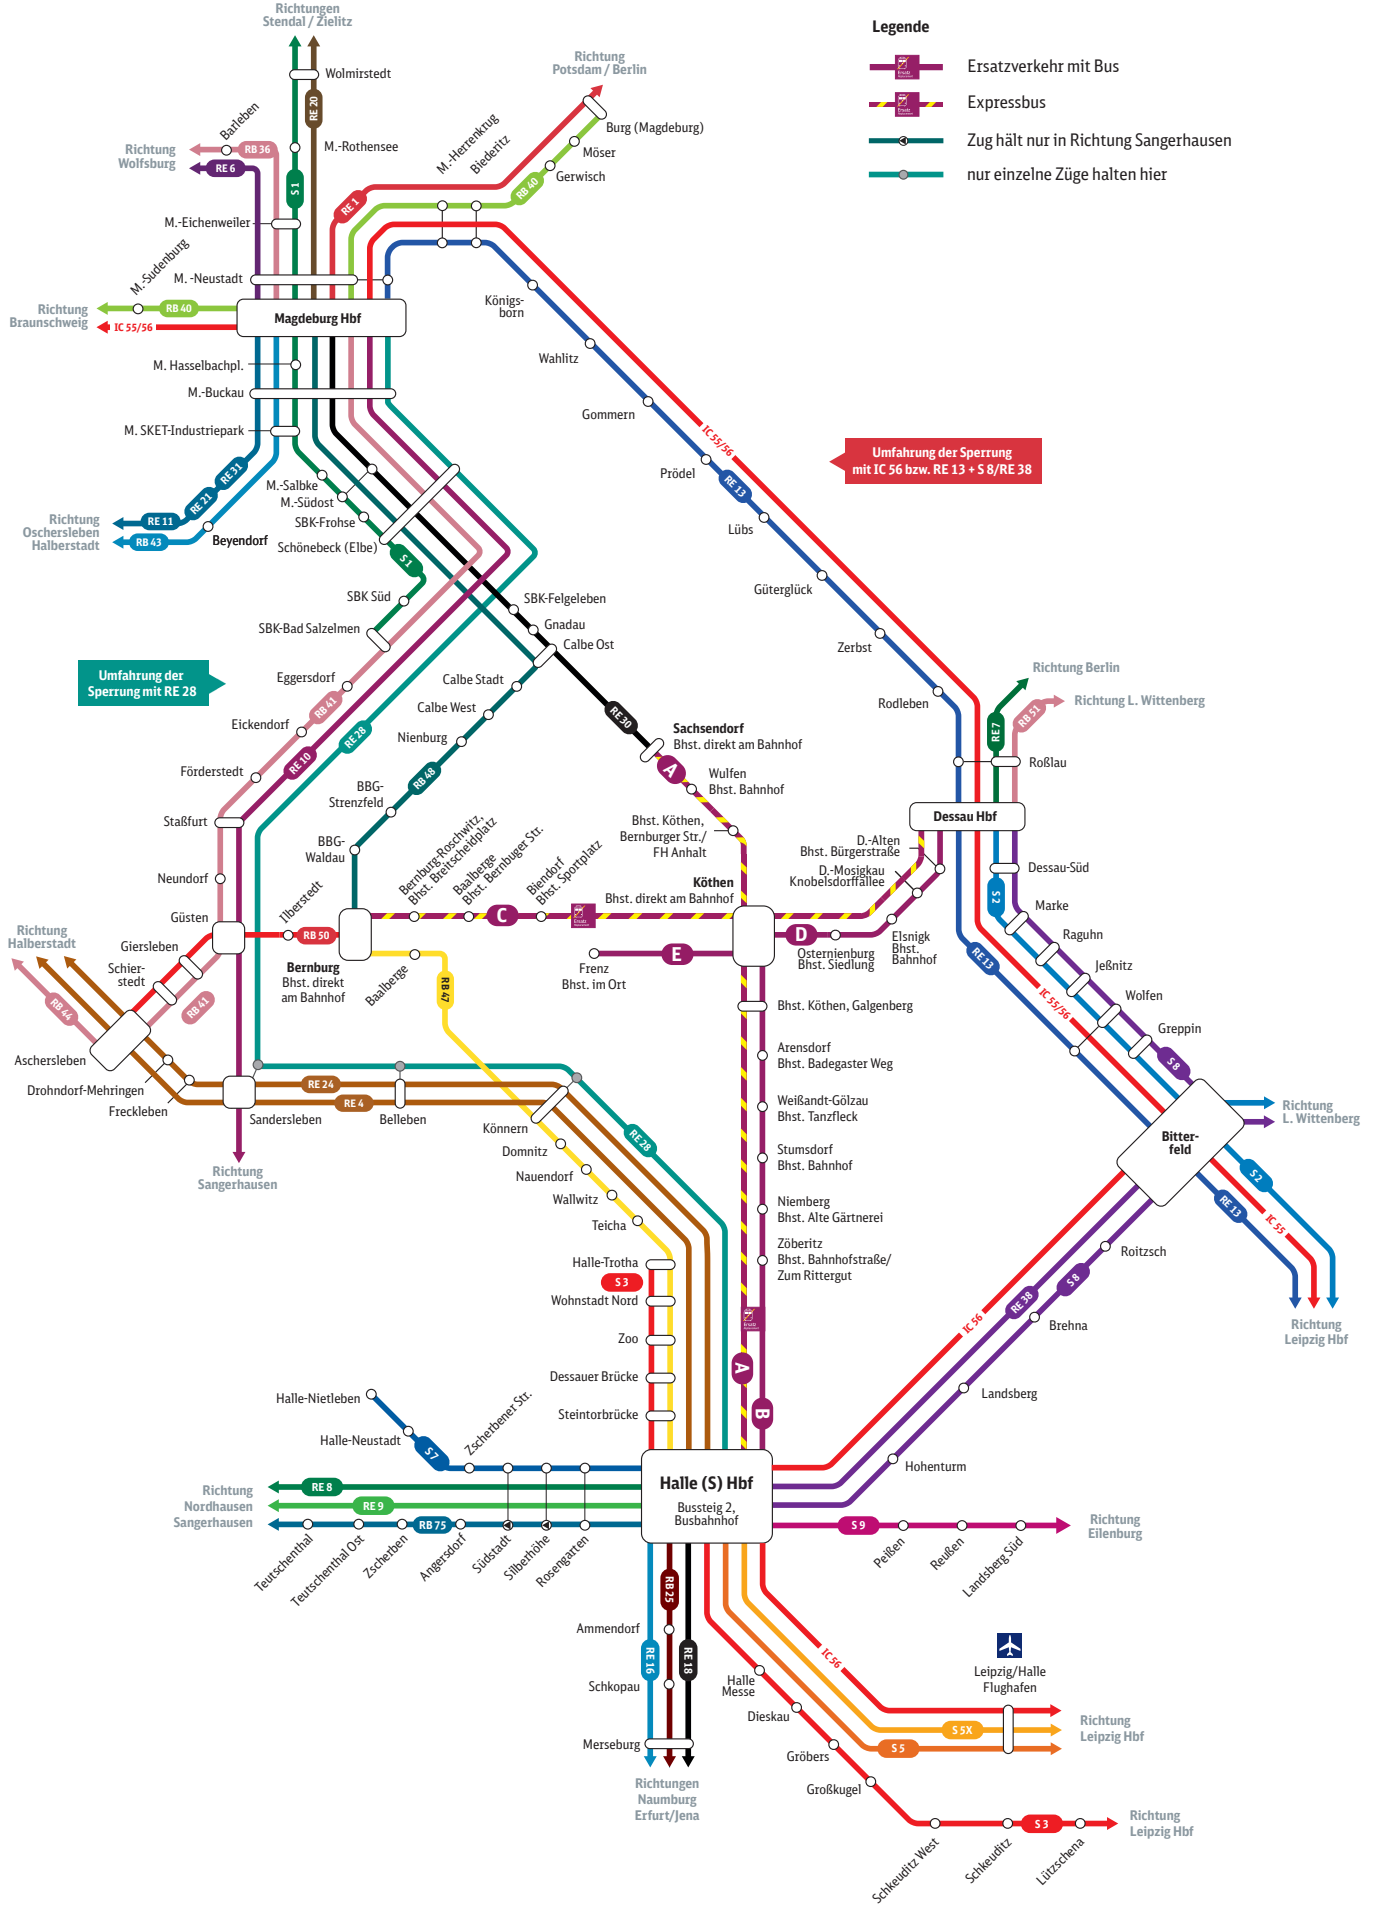 Richtungen
Stendal / Zielitz
Wolmirstedt
RE 20
Richtung
Potsdam / Berlin
Burg (Magdeburg)
Möser
Gerwisch
M.-Herrenkrug
Biederitz
RB 40
RE 1
Legende
Ersatzverkehr mit Bus
Expressbus
Zug hält nur in Richtung Sangerhausen
nur einzelne Züge halten hier
Barleben
Richtung
Wolfsburg
RB 36
RE 6
M.-Rothensee
S 1
M.-Eichenweiler
M.-Sudenburg
M. -Neustadt
Richtung
Braunschweig
RB 40
IC 55/56
Magdeburg Hbf
M. Hasselbachpl.
M.-Buckau
M. SKET-Industriepark
RE 31
RE 21
RE 11
RB 43
Richtung
Oschersleben
Halberstadt
Beyendorf
M.-Salbke
M.-Südost
SBK-Frohse
Schönebeck (Elbe)
S 1
SBK Süd
SBK-Bad Salzelmen
Königs-
born
Wahlitz
Gommern
Prödel
Lübs
Güterglück
Zerbst
Rodleben
IC 55/56
RE 13
Umfahrung der Sperrung
mit IC 56 bzw. RE 13 + S 8/RE 38
SBK-Felgeleben
Gnadau
Calbe Ost
Calbe Stadt
Calbe West
Nienburg
RB 48
BBG-
Strenzfeld
BBG-
Waldau
Umfahrung der
Sperrung mit RE 28
Eggersdorf
RB 41
Eickendorf
RE 28
RE 10
Förderstedt
Staßfurt
Neundorf
Güsten
RE 30
Sachsendorf
Bhst. direkt am Bahnhof
A
Wulfen
Bhst. Bahnhof
Bhst. Köthen,
Bernburger Str./
FH Anhalt
Köthen
Bhst. direkt am Bahnhof
Richtung Berlin
Richtung L. Wittenberg
RE 7
RB 51
Roßlau
Dessau Hbf
D.-Alten
Bhst. Bürgerstraße
D.-Mosigkau
Knobelsdorffallee
Dessau-Süd
S 2
Marke
Raguhn
Jeßnitz
Wolfen
Greppin
S 8
RE 13
IC 55/56
Bernburg-Roschwitz,
Bhst. Breitscheidplatz
Baalberge
Bhst. Bernbuger Str.
Biendorf
Bhst. Sportplatz
C
D
E
Osternienburg
Bhst. Siedlung
Elsnigk
Bhst.
Bahnhof
Frenz
Bhst. im Ort
Ilberstedt
RB 50
Bernburg
Bhst. direkt
am Bahnhof
Baalberge
RB 47
Giersleben
Schier-
stedt
RB 41
Richtung
Halberstadt
RB 44
Aschersleben
Drohndorf-Mehringen
Freckleben
RE 24
RE 4
Sandersleben
Belleben
Könnern
RE 28
Richtung
Sangerhausen
Domnitz
Nauendorf
Wallwitz
Teicha
Halle-Trotha
S 3
Wohnstadt Nord
Zoo
Dessauer Brücke
Steintorbrücke
Bhst. Köthen, Galgenberg
Arensdorf
Bhst. Badegaster Weg
Weißandt-Gölzau
Bhst. Tanzfleck
Stumsdorf
Bhst. Bahnhof
Niemberg
Bhst. Alte Gärtnerei
Zöberitz
Bhst. Bahnhofstraße/
Zum Rittergut
A
B
Bitter-
feld
Richtung
L. Wittenberg
S 2
IC 55
RE 13
Richtung
Leipzig Hbf
Roitzsch
S 8
RE 38
IC 56
Brehna
Landsberg
Hohenturm
Halle-Nietleben
Halle-Neustadt
S 7
Zscherbener Str.
Halle (S) Hbf
Bussteig 2,
Busbahnhof
Richtung
Nordhausen
Sangerhausen
RE 8
RE 9
RB 75
Teutschenthal
Teutschenthal Ost
Zscherben
Angersdorf
Südstadt
Silberhöhe
Rosengarten
S 9
Peißen
Reußen
Landsberg Süd
Richtung
Eilenburg
RB 25
RE 16
RE 18
Ammendorf
Schkopau
Merseburg
Richtungen
Naumburg
Erfurt/Jena
Halle
Messe
Dieskau
Gröbers
Großkugel
IC 56
Leipzig/Halle
Flughafen
S 5X
S 5
Richtung
Leipzig Hbf
S 3
Schkeuditz West
Schkeuditz
Lützschena
Richtung
Leipzig Hbf